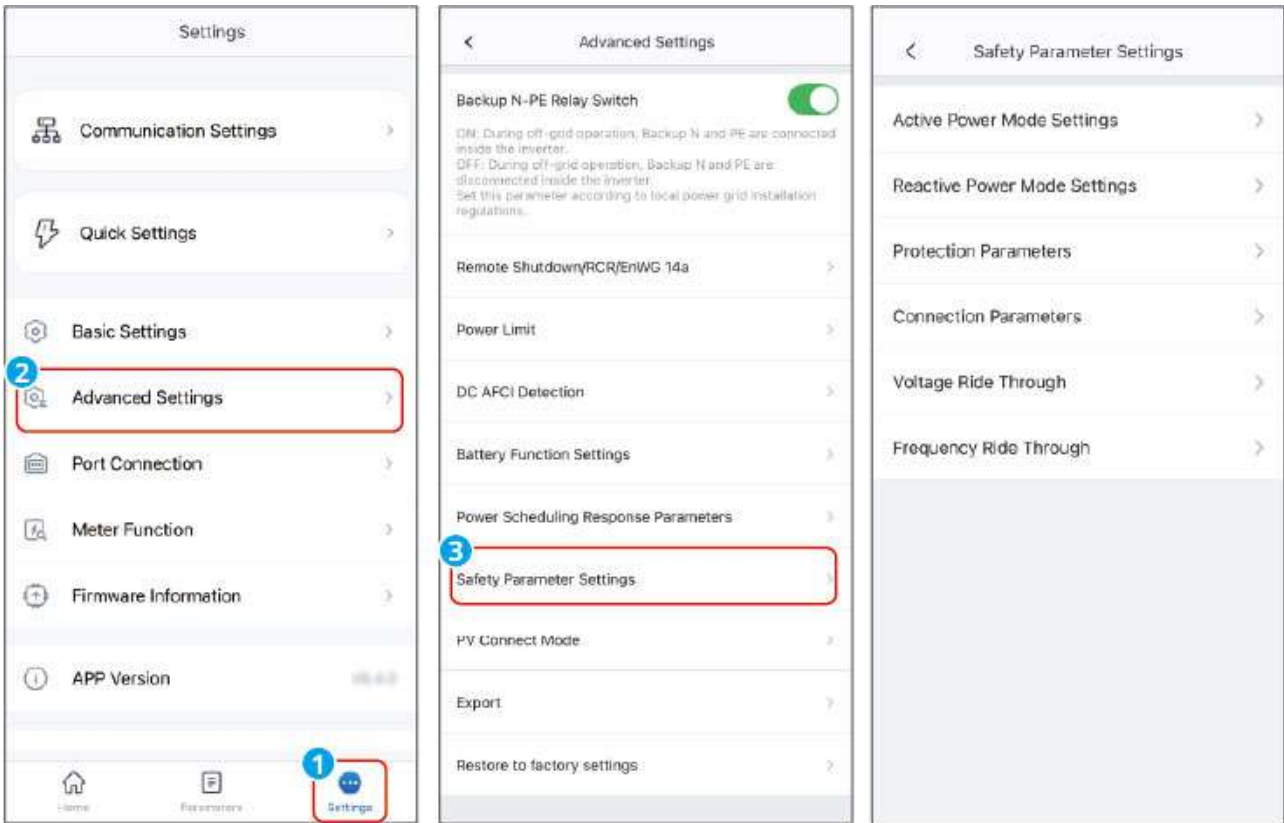 Settings
Communication Settings
Quick Settings
Basic Settings
2
Advanced Settings
Port Connection
Meter Function
Firmware Information
APP Version
1
Home
Parameters
Settings
Advanced Settings
Backup N-PE Relay Switch
ON: During off-grid operation, Backup N and PE are connected
inside the inverter.
OFF: During off-grid operation, Backup N and PE are
disconnected inside the inverter.
Set this parameter according to local power grid installation
regulations.
Remote Shutdown/RCR/EnWG 14a
Power Limit
DC AFCI Detection
Battery Function Settings
Power Scheduling Response Parameters
3
Safety Parameter Settings
PV Connect Mode
Export
Restore to factory settings
Safety Parameter Settings
Active Power Mode Settings
Reactive Power Mode Settings
Protection Parameters
Connection Parameters
Voltage Ride Through
Frequency Ride Through